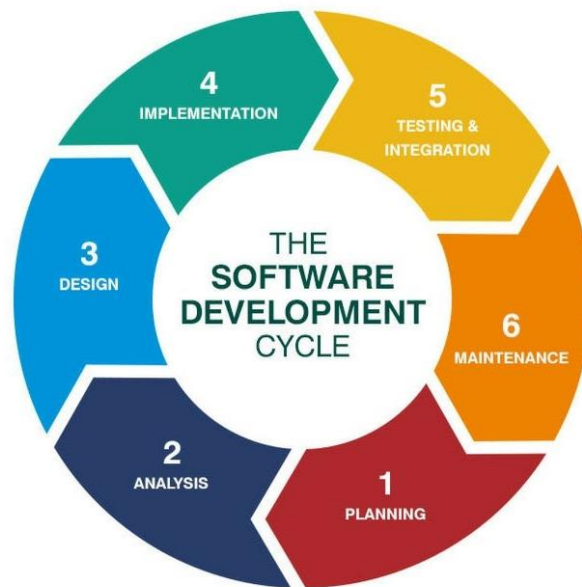 THE
SOFTWARE
DEVELOPMENT
CYCLE
1
PLANNING
2
ANALYSIS
3
DESIGN
4
IMPLEMENTATION
5
TESTING &
INTEGRATION
6
MAINTENANCE